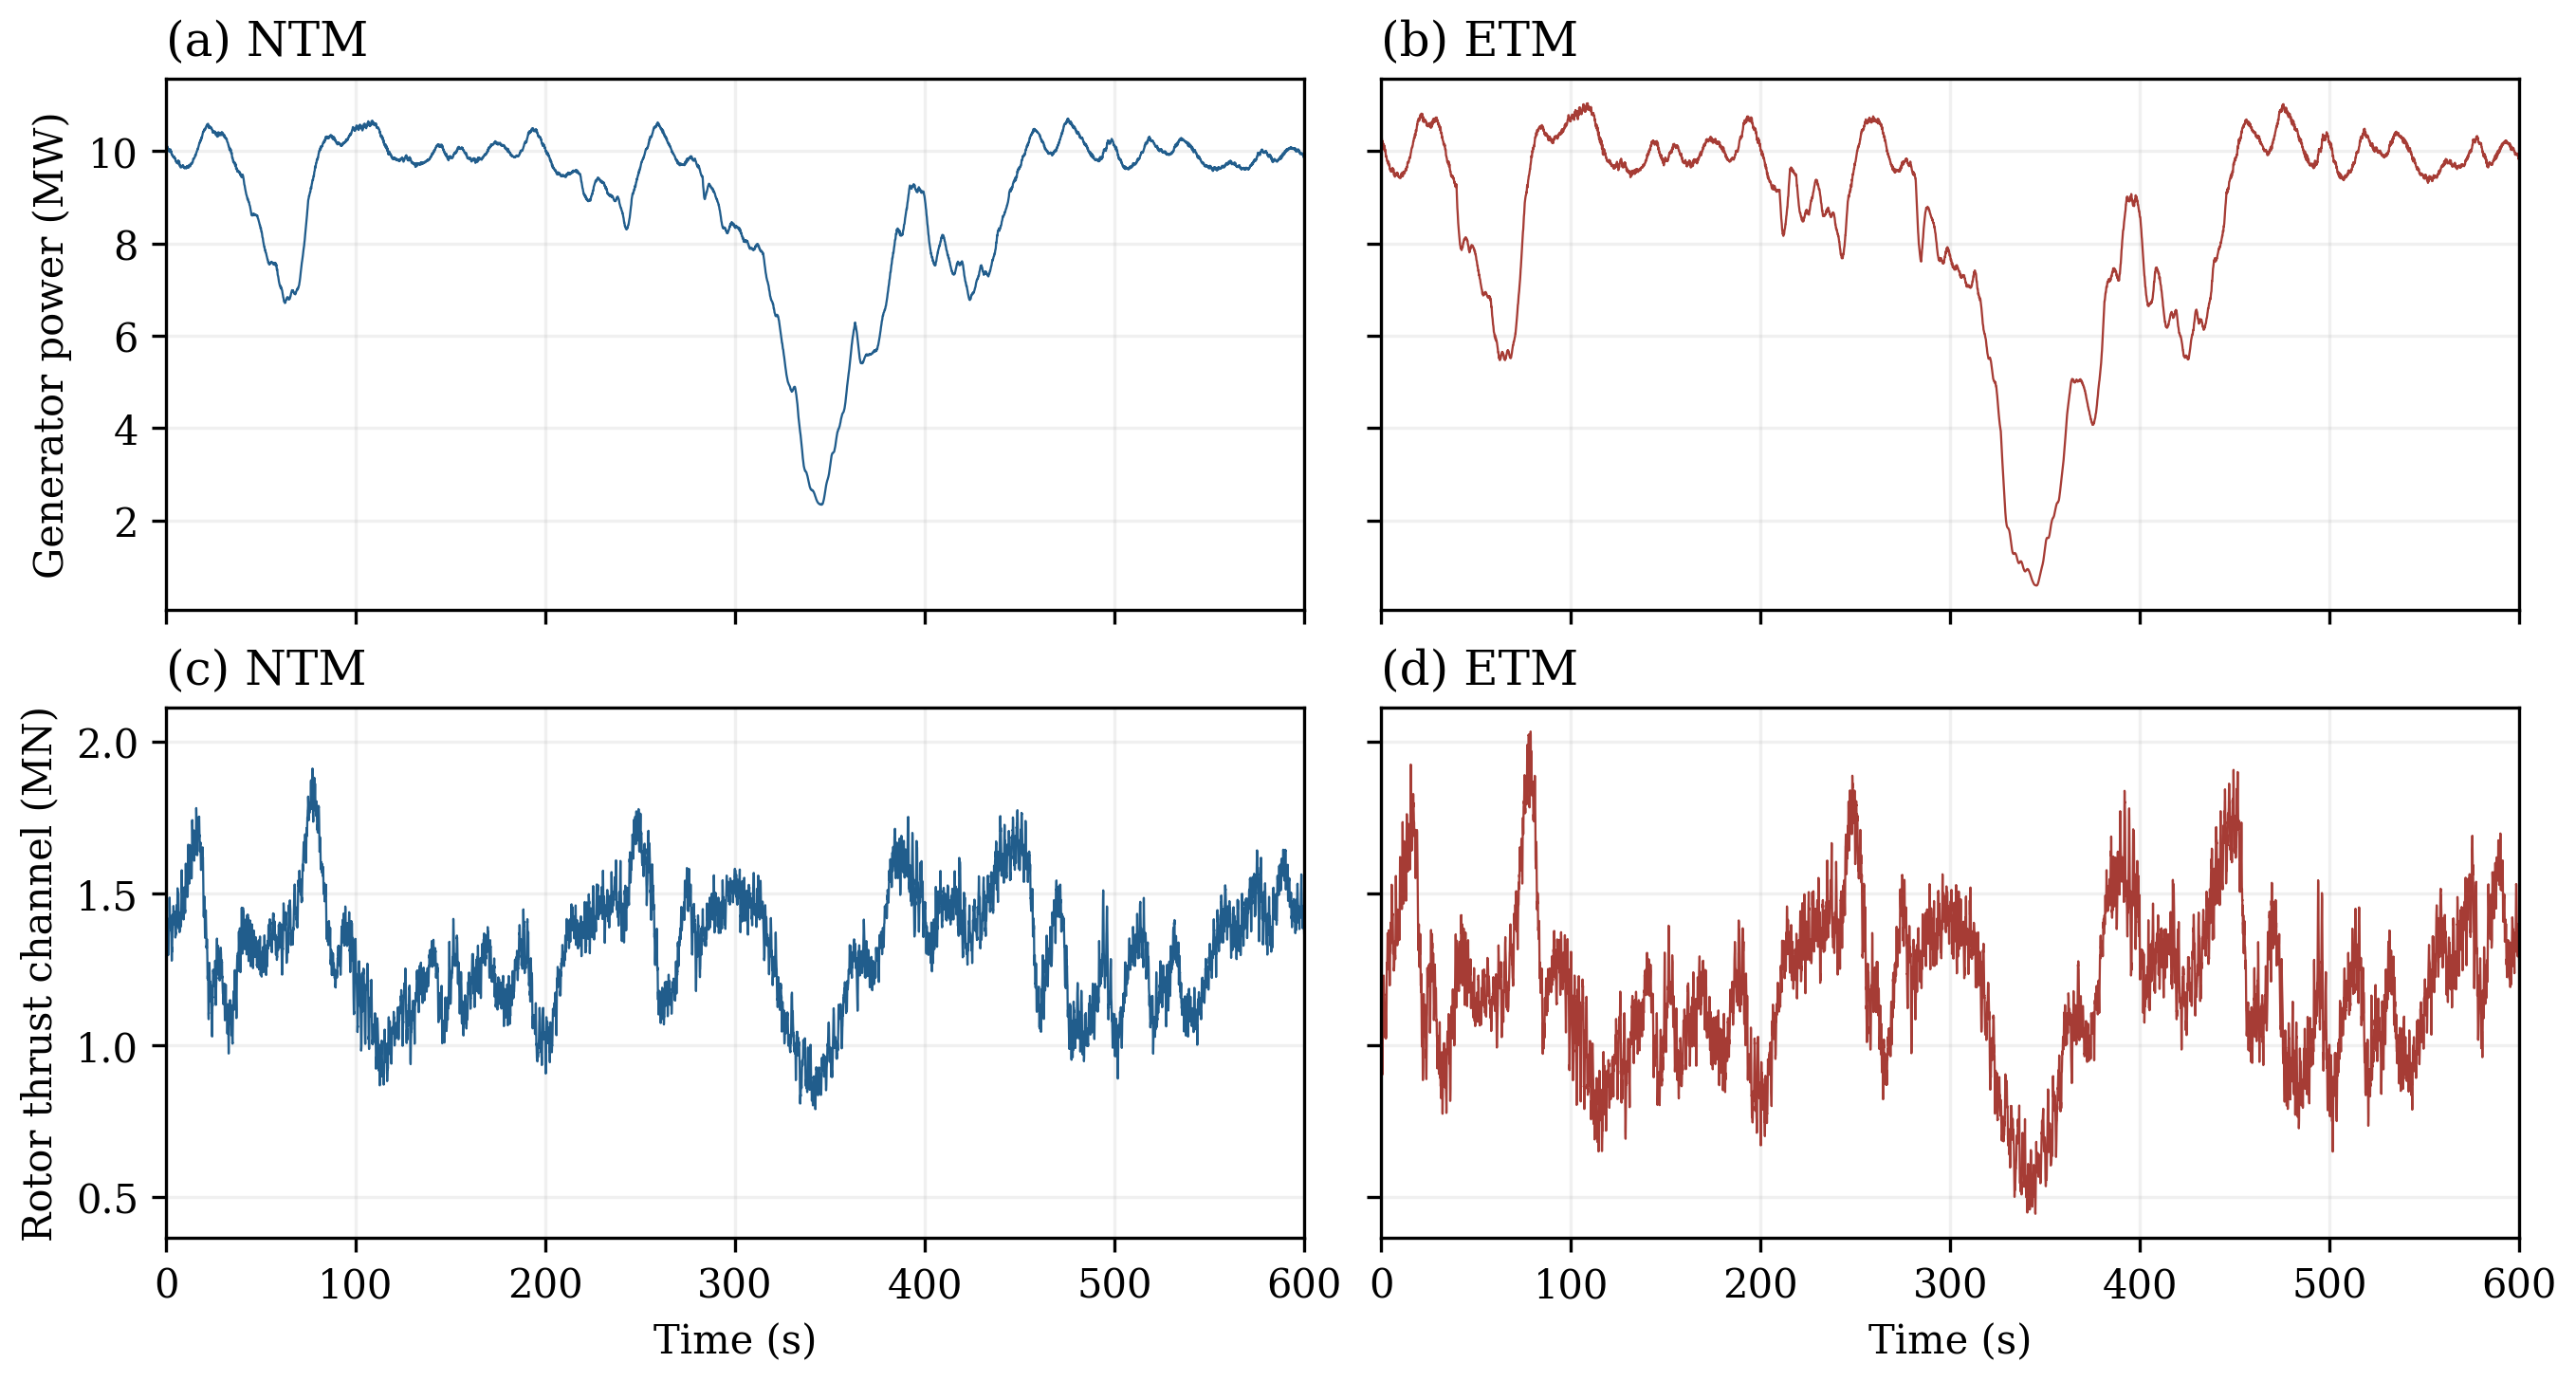 (a) NTM
(b) ETM
Generator power (MW)
10
8
6
4
2
(c) NTM
(d) ETM
Rotor thrust channel (MN)
2.0
1.5
1.0
0.5
0 100 200 300 400 500 600
0 100 200 300 400 500 600
Time (s)
Time (s)